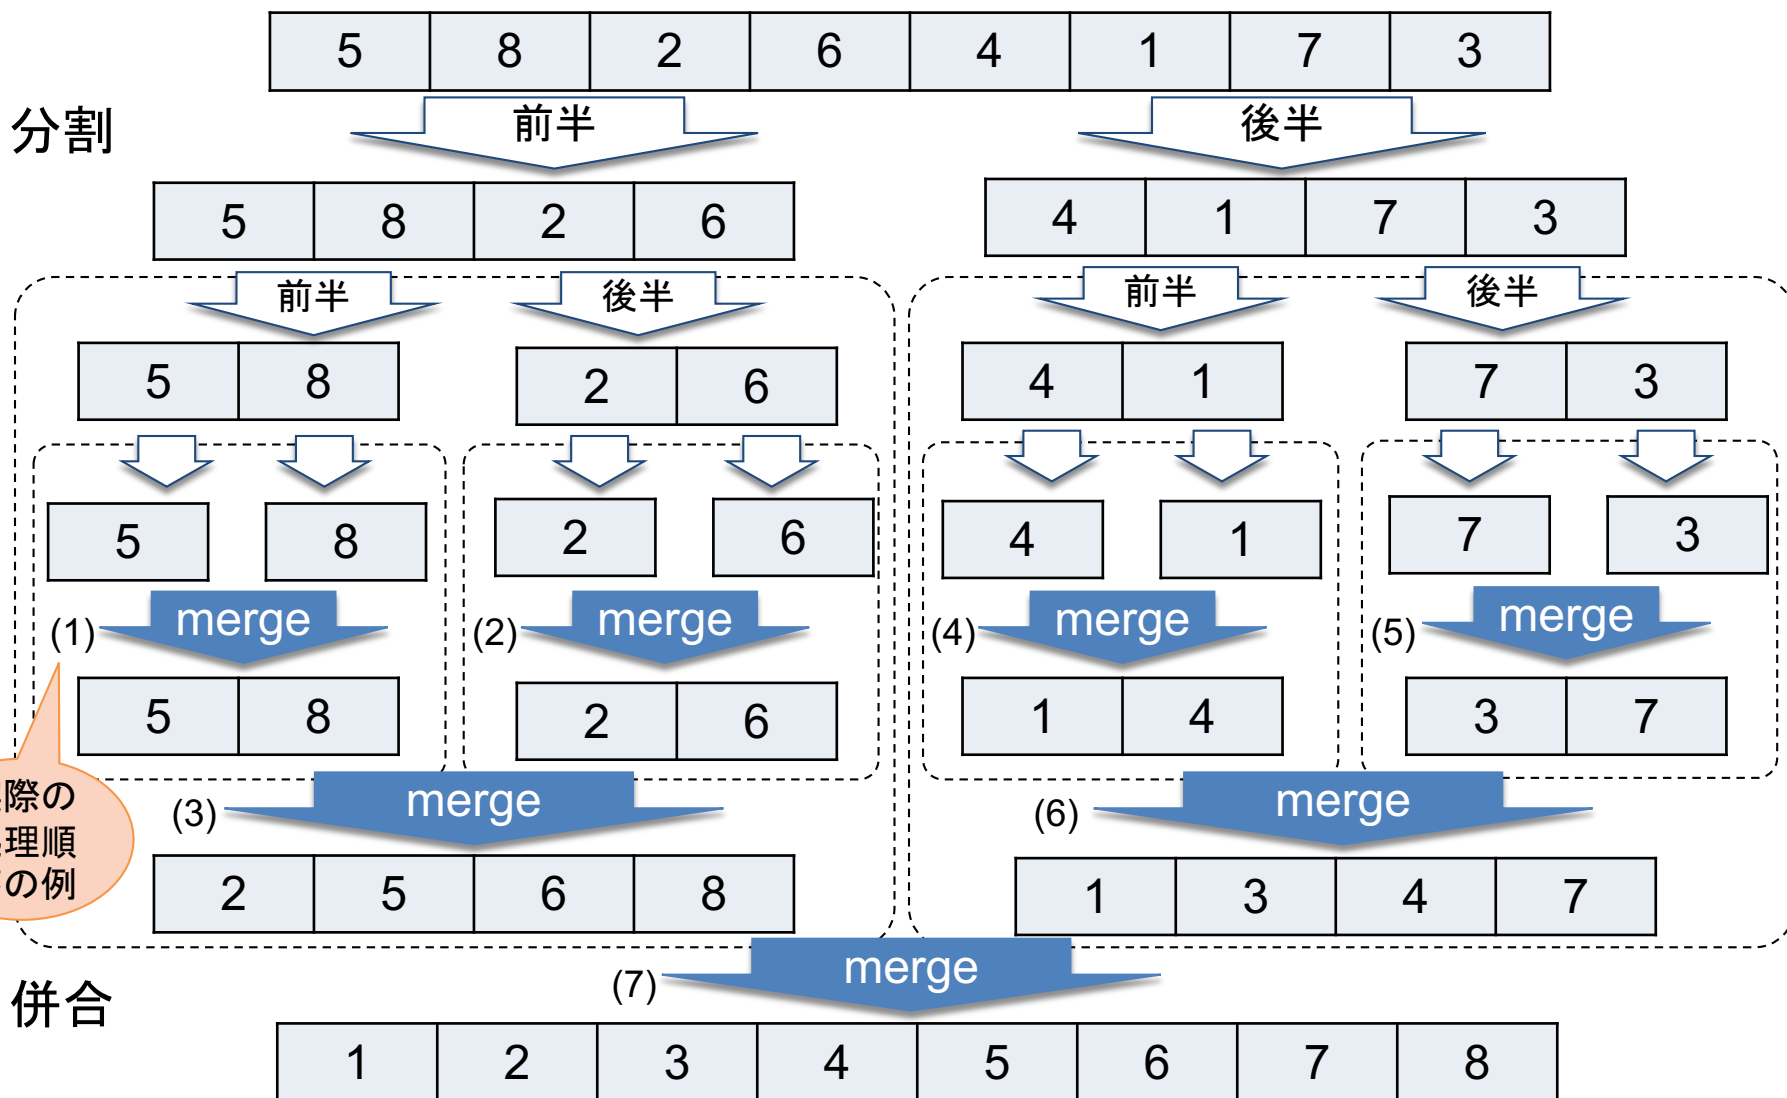 5 8 2 6 4 1 7 3
分割
前半 後半
5 8 2 6 4 1 7 3
前半 後半 前半 後半
5 8 2 6 4 1 7 3
5 8 2 6 4 1 7 3
(1) merge (2) merge (4) merge (5) merge
5 8 2 6 1 4 3 7
際の
理順
の例
(3) merge (6) merge
2 5 6 8 1 3 4 7
併合
(7) merge
1 2 3 4 5 6 7 8